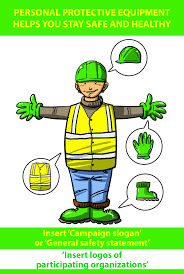 PERSONAL PROTECTIVE EQUIPMENT
HELPS YOU STAY SAFE AND HEALTHY
Insert 'Campaign slogan'
or 'General safety statement'
'Insert logos of
participating organizations'